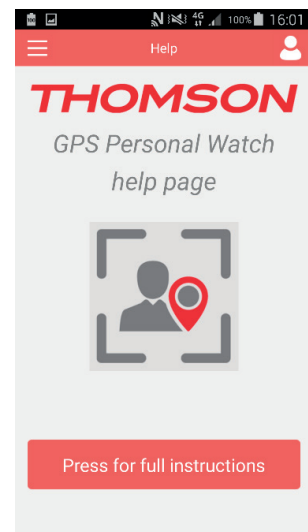 4G 100% 16:01
Help
THOMSON
GPS Personal Watch
help page
Press for full instructions